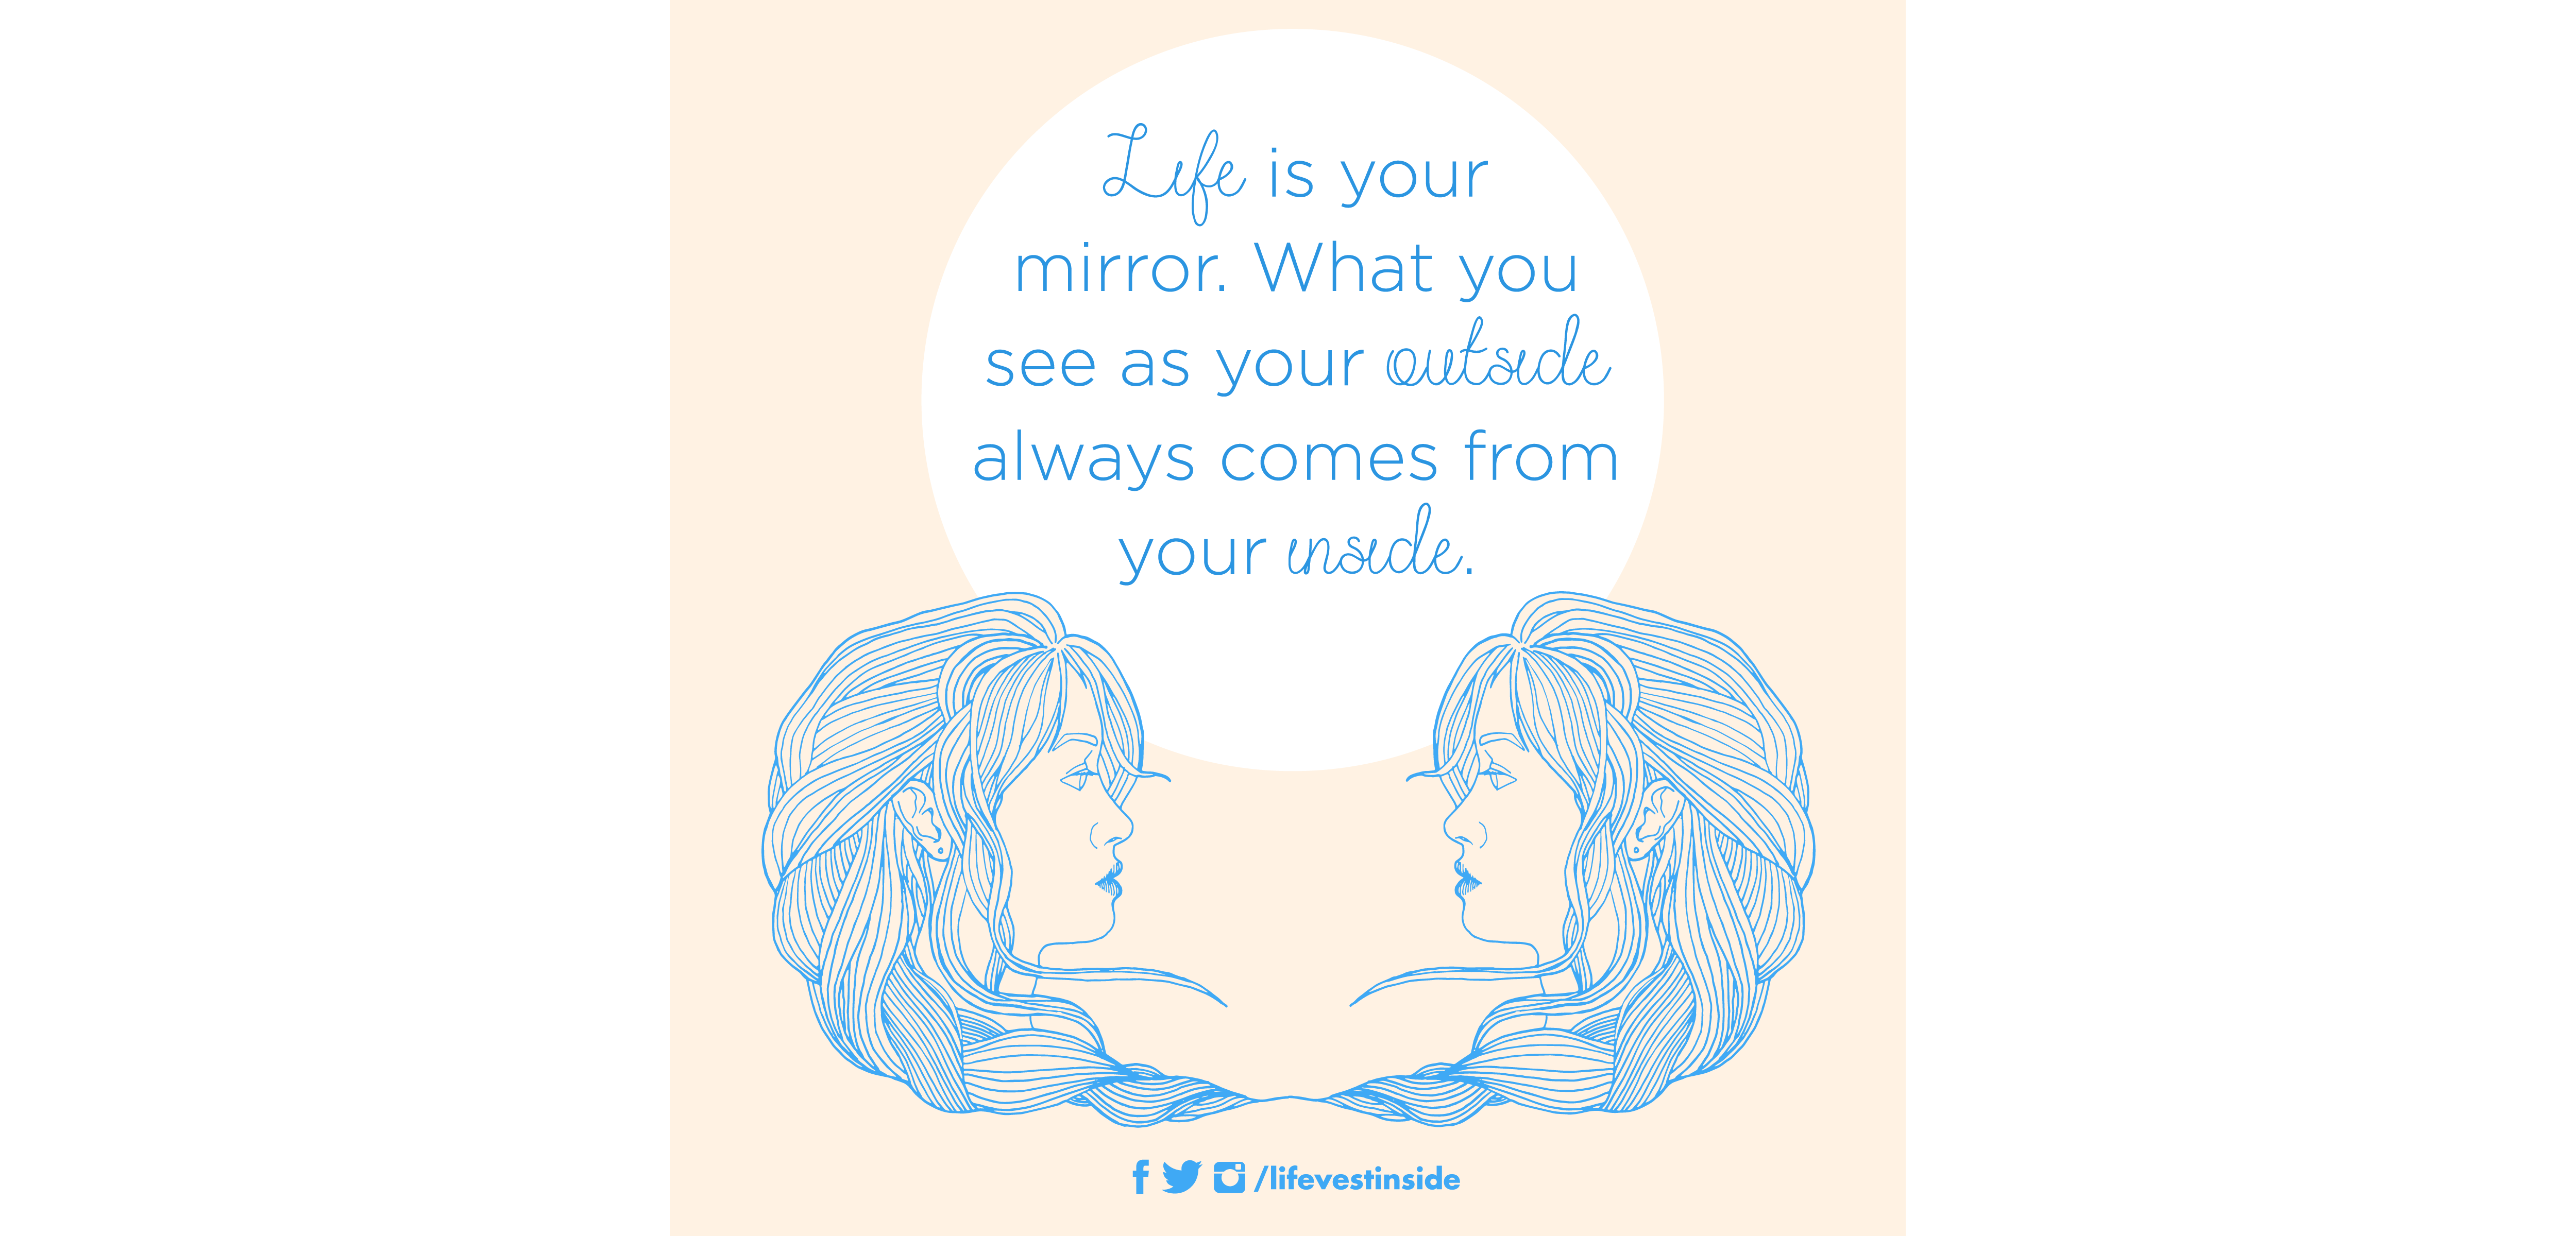 Life is your
mirror. What you
see as your outside
always comes from
your inside.
/lifevestinside